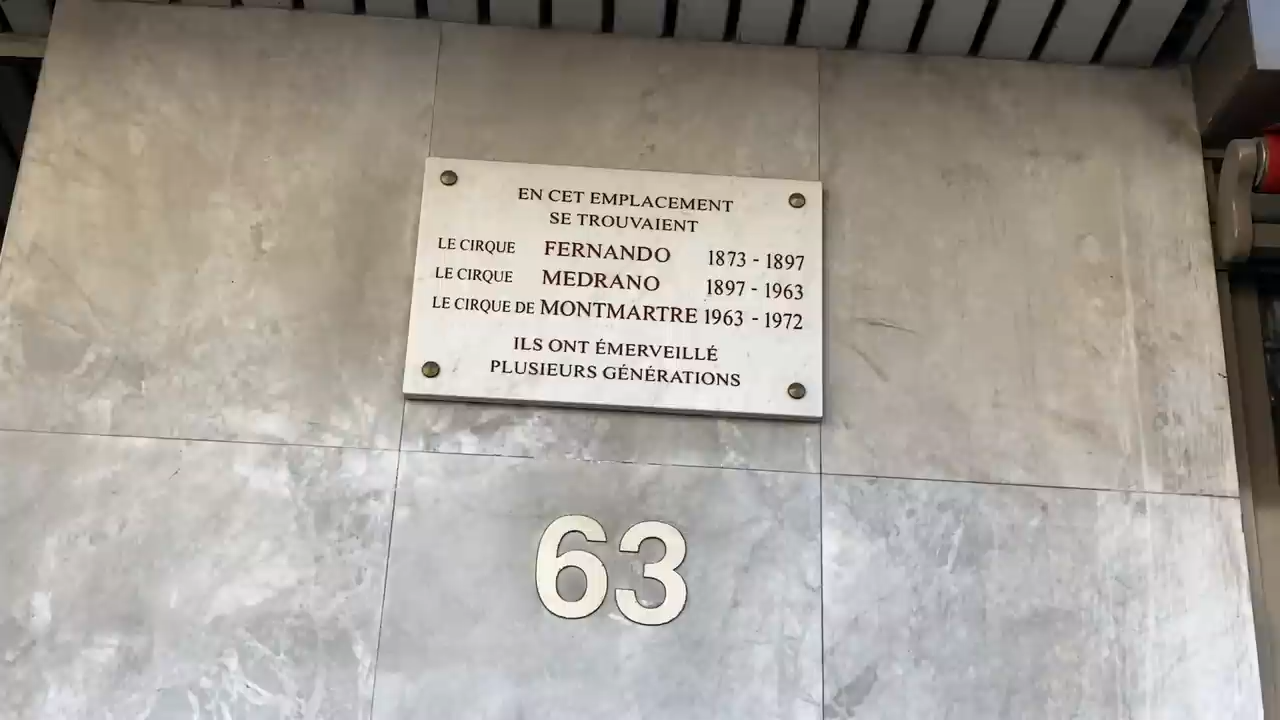 EN CET EMPLACEMENT
SE TROUVAIENT
LE CIRQUE FERNANDO 1873 - 1897
LE CIRQUE MEDRANO 1897 - 1963
LE CIRQUE DE MONTMARTRE 1963 - 1972
ILS ONT ÉMERVEILLÉ
PLUSIEURS GÉNÉRATIONS
63